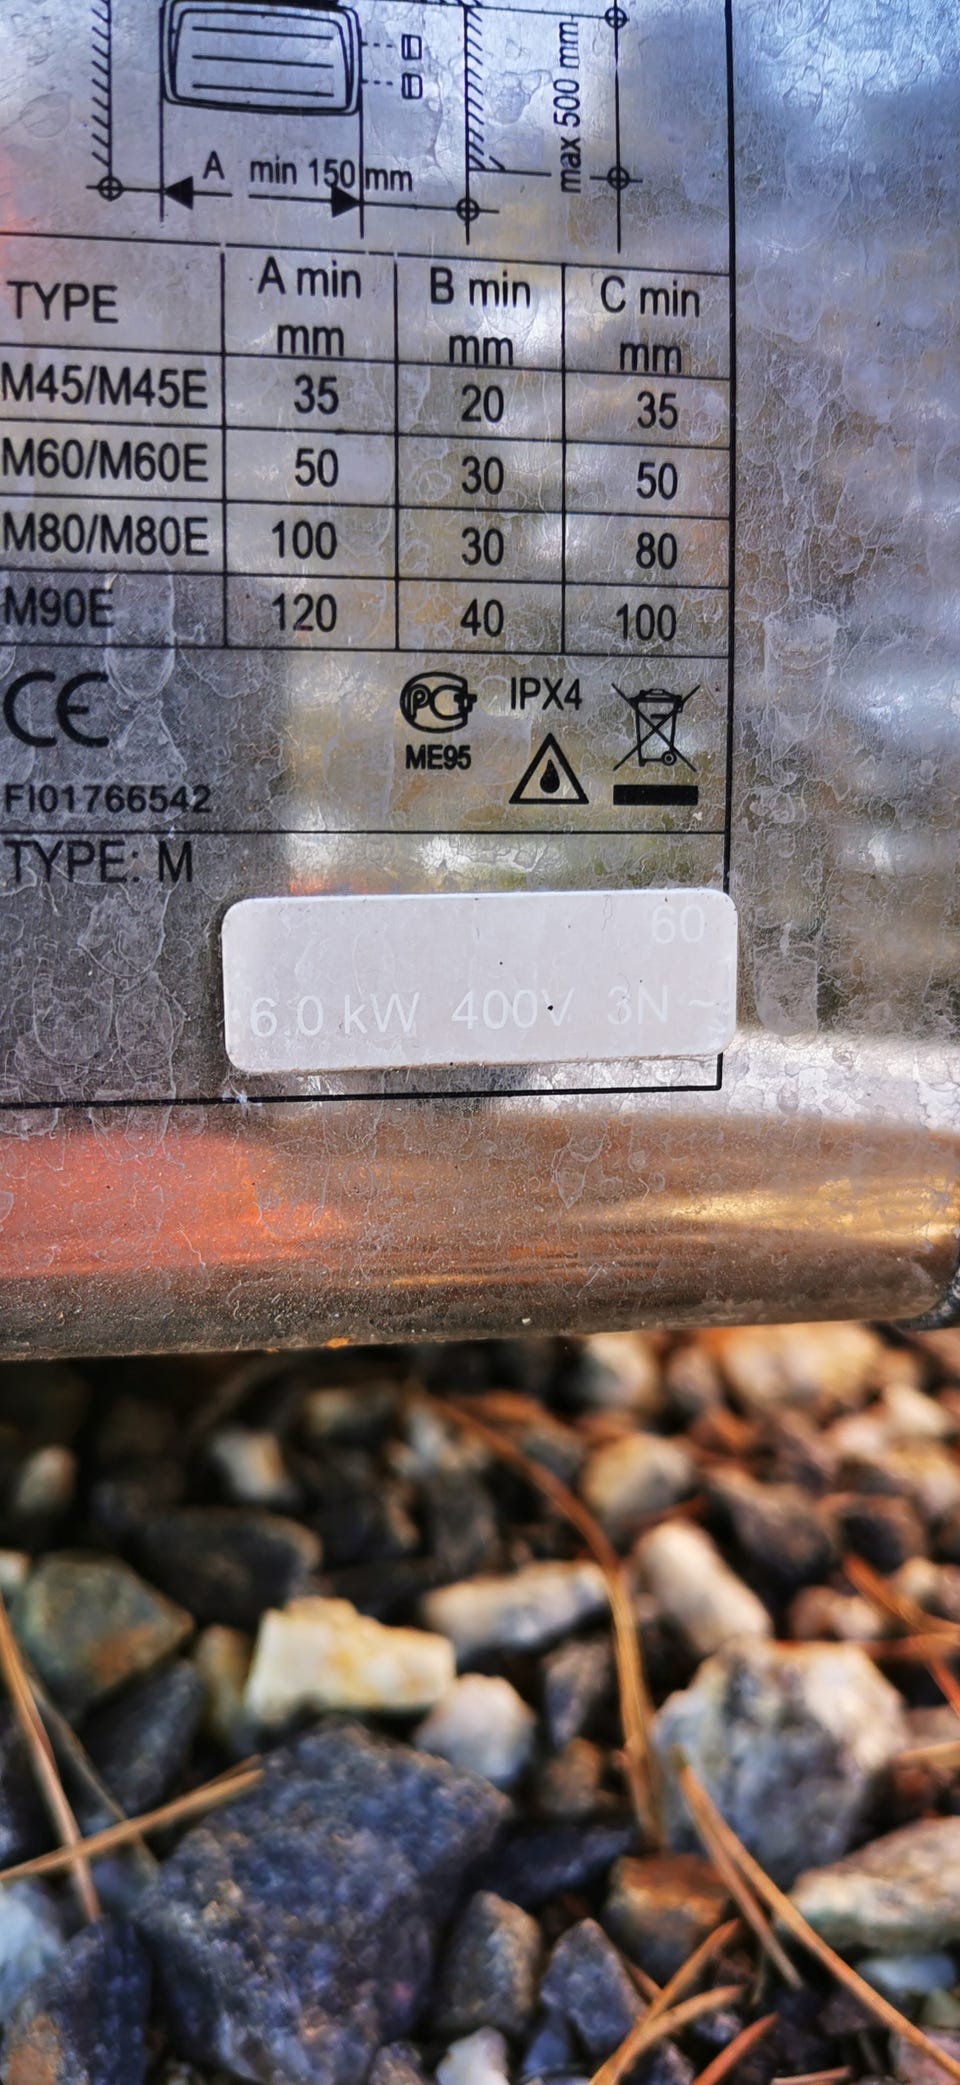 A min 150 mm
max 500 mm
TYPE A min mm B min mm C min mm
M45/M45E 35 20 35
M60/M60E 50 30 50
M80/M80E 100 30 80
M90E 120 40 100
CE PCT IPX4
ME95
FI01766542
TYPE: M
60
6.0 kW 400V 3N ~